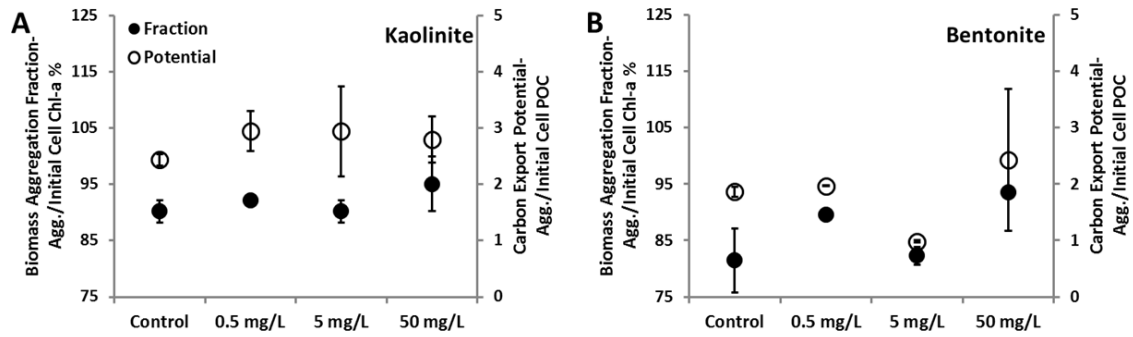 A
Biomass Aggregation Fraction-
Agg./Initial Cell Chl-a %
125
115
105
95
85
75
Fraction
Potential
Kaolinite
5
4
3
2
1
0
Carbon Export Potential-
Agg./Initial Cell POC
Control 0.5 mg/L 5 mg/L 50 mg/L
B
Biomass Aggregation Fraction-
Agg./Initial Cell Chl-a %
125
115
105
95
85
75
Bentonite
5
4
3
2
1
0
Carbon Export Potential-
Agg./Initial Cell POC
Control 0.5 mg/L 5 mg/L 50 mg/L